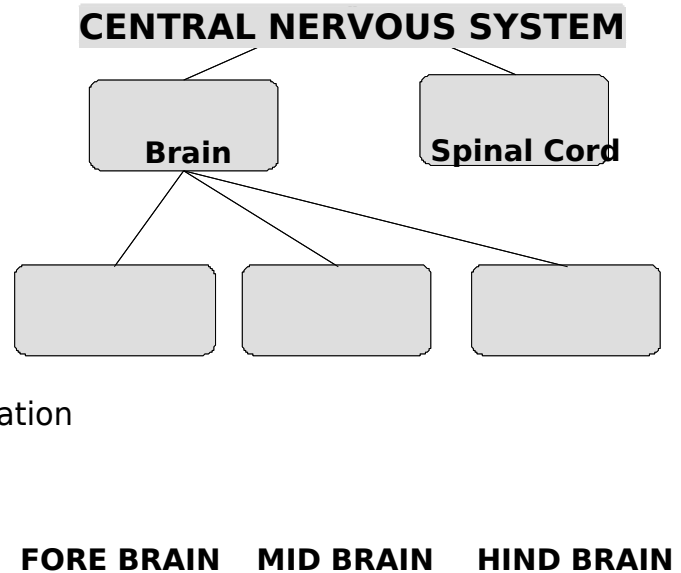 CENTRAL NERVOUS SYSTEM
Brain
Spinal Cord
ation
FORE BRAIN
MID BRAIN
HIND BRAIN